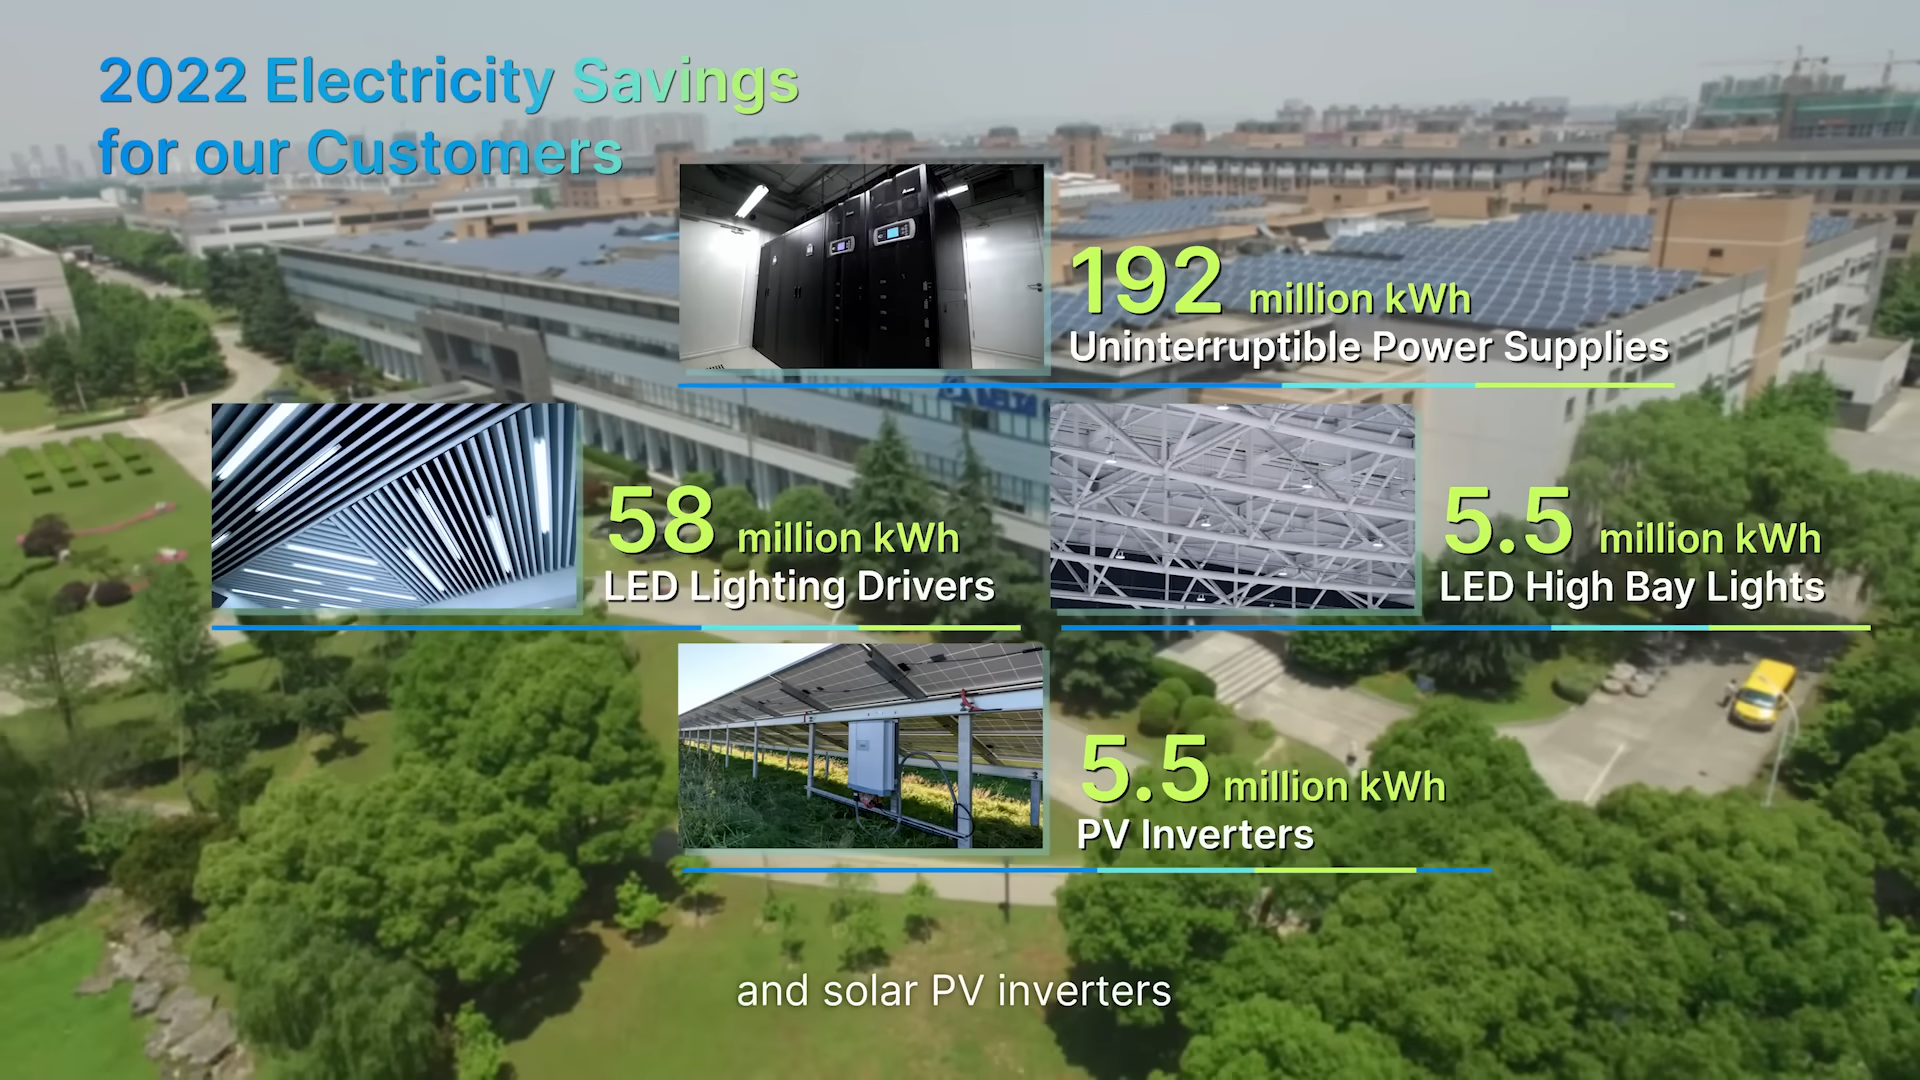 2022 Electricity Savings
for our Customers
192 million kWh
Uninterruptible Power Supplies
DELTA
58 million kWh
LED Lighting Drivers
5.5 million kWh
LED High Bay Lights
5.5 million kWh
PV Inverters
and solar PV inverters